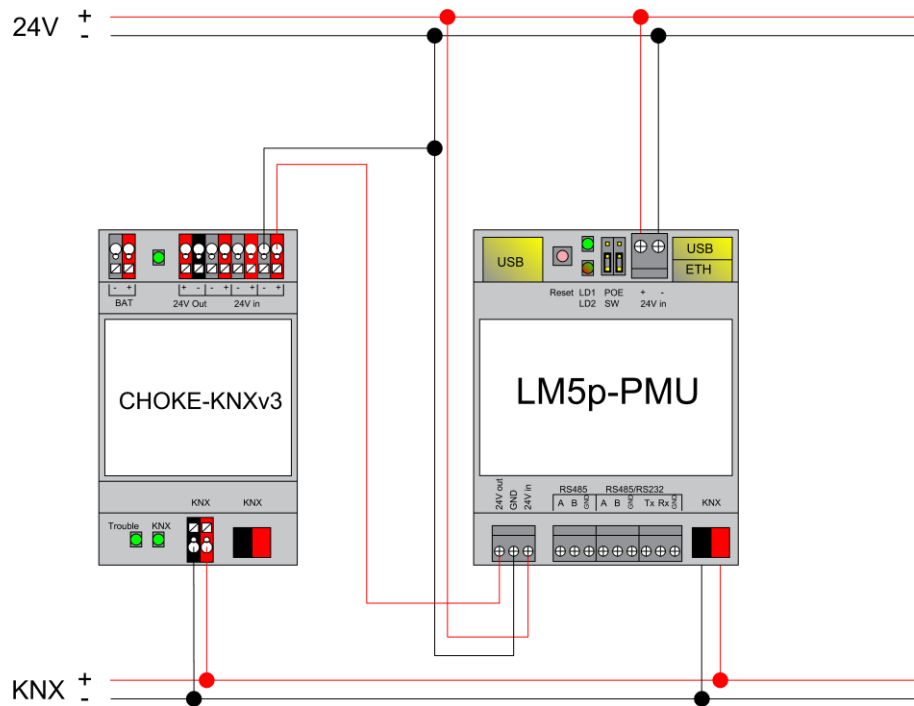 24V + -
USB
USB
ETH
Reset LD1 POE + -
LD2 SW 24V in
- + + - - + - + - +
BAT 24V Out 24V in
CHOKE-KNXv3
LM5p-PMU
KNX KNX
Trouble KNX
24V out
GND
24V in
RS485 RS485/RS232
A B GND A B GND Tx Rx GND KNX
KNX + -